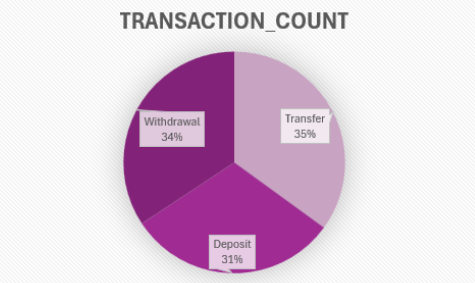 TRANSACTION_COUNT
Withdrawal
34%
Transfer
35%
Deposit
31%